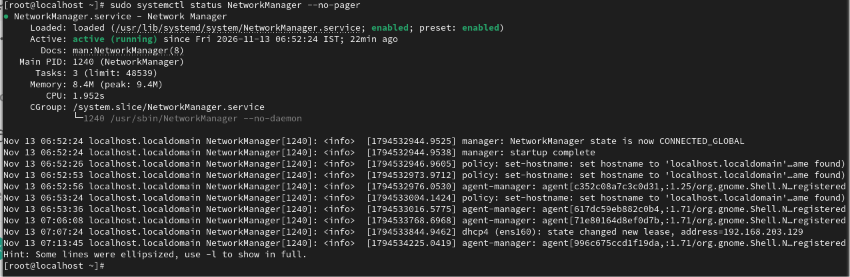 [root@localhost ~]# sudo systemctl status NetworkManager --no-pager
● NetworkManager.service - Network Manager
     Loaded: loaded (/usr/lib/systemd/system/NetworkManager.service; enabled; preset: enabled)
     Active: active (running) since Fri 2026-11-13 06:52:24 IST; 22min ago
       Docs: man:NetworkManager(8)
   Main PID: 1240 (NetworkManager)
      Tasks: 3 (limit: 48539)
     Memory: 8.4M (peak: 9.4M)
        CPU: 1.952s
     CGroup: /system.slice/NetworkManager.service
             └─1240 /usr/sbin/NetworkManager --no-daemon

Nov 13 06:52:24 localhost.localdomain NetworkManager[1240]: <info>  [1794532944.9525] manager: NetworkManager state is now CONNECTED_GLOBAL
Nov 13 06:52:24 localhost.localdomain NetworkManager[1240]: <info>  [1794532944.9538] manager: startup complete
Nov 13 06:52:26 localhost.localdomain NetworkManager[1240]: <info>  [1794532946.9605] policy: set-hostname: set hostname to 'localhost.localdomain'…ame found)
Nov 13 06:52:53 localhost.localdomain NetworkManager[1240]: <info>  [1794532973.9712] policy: set-hostname: set hostname to 'localhost.localdomain'…ame found)
Nov 13 06:52:56 localhost.localdomain NetworkManager[1240]: <info>  [1794532976.0530] agent-manager: agent[c352c08a7c3c0d31,:1.25/org.gnome.Shell.N…registered
Nov 13 06:53:24 localhost.localdomain NetworkManager[1240]: <info>  [1794533004.1424] policy: set-hostname: set hostname to 'localhost.localdomain'…ame found)
Nov 13 06:53:36 localhost.localdomain NetworkManager[1240]: <info>  [1794533016.5775] agent-manager: agent[617dc59eb882c0b4,:1.71/org.gnome.Shell.N…registered
Nov 13 07:06:08 localhost.localdomain NetworkManager[1240]: <info>  [1794533768.6968] agent-manager: agent[71e80164d8ef0d7b,:1.71/org.gnome.Shell.N…registered
Nov 13 07:07:24 localhost.localdomain NetworkManager[1240]: <info>  [1794533844.9462] dhcp4 (ens160): state changed new lease, address=192.168.203.129
Nov 13 07:13:45 localhost.localdomain NetworkManager[1240]: <info>  [1794534225.0419] agent-manager: agent[996c675ccd1f19da,:1.71/org.gnome.Shell.N…registered
Hint: Some lines were ellipsized, use -l to show in full.
[root@localhost ~]#